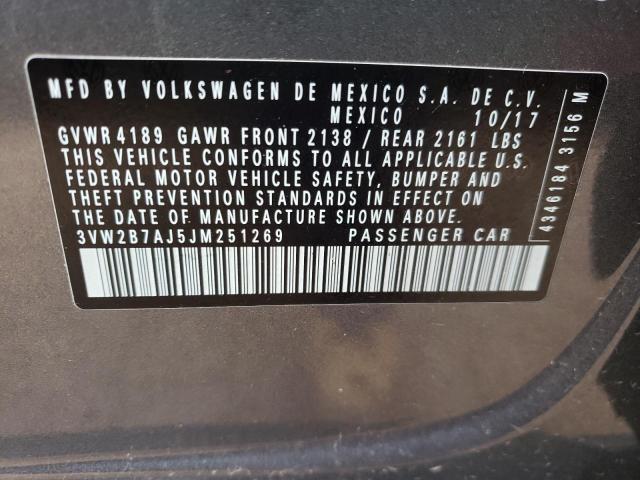 MFD BY VOLKSWAGEN DE MEXICO S.A. DE C.V.
MEXICO 10/17
GVWR 4189 GAWR FRONT 2138 / REAR 2161 LBS
THIS VEHICLE CONFORMS TO ALL APPLICABLE U.S.
FEDERAL MOTOR VEHICLE SAFETY, BUMPER AND
THEFT PREVENTION STANDARDS IN EFFECT ON
THE DATE OF MANUFACTURE SHOWN ABOVE.
3VW2B7AJ5JM251269 PASSENGER CAR
4346184 3156 M